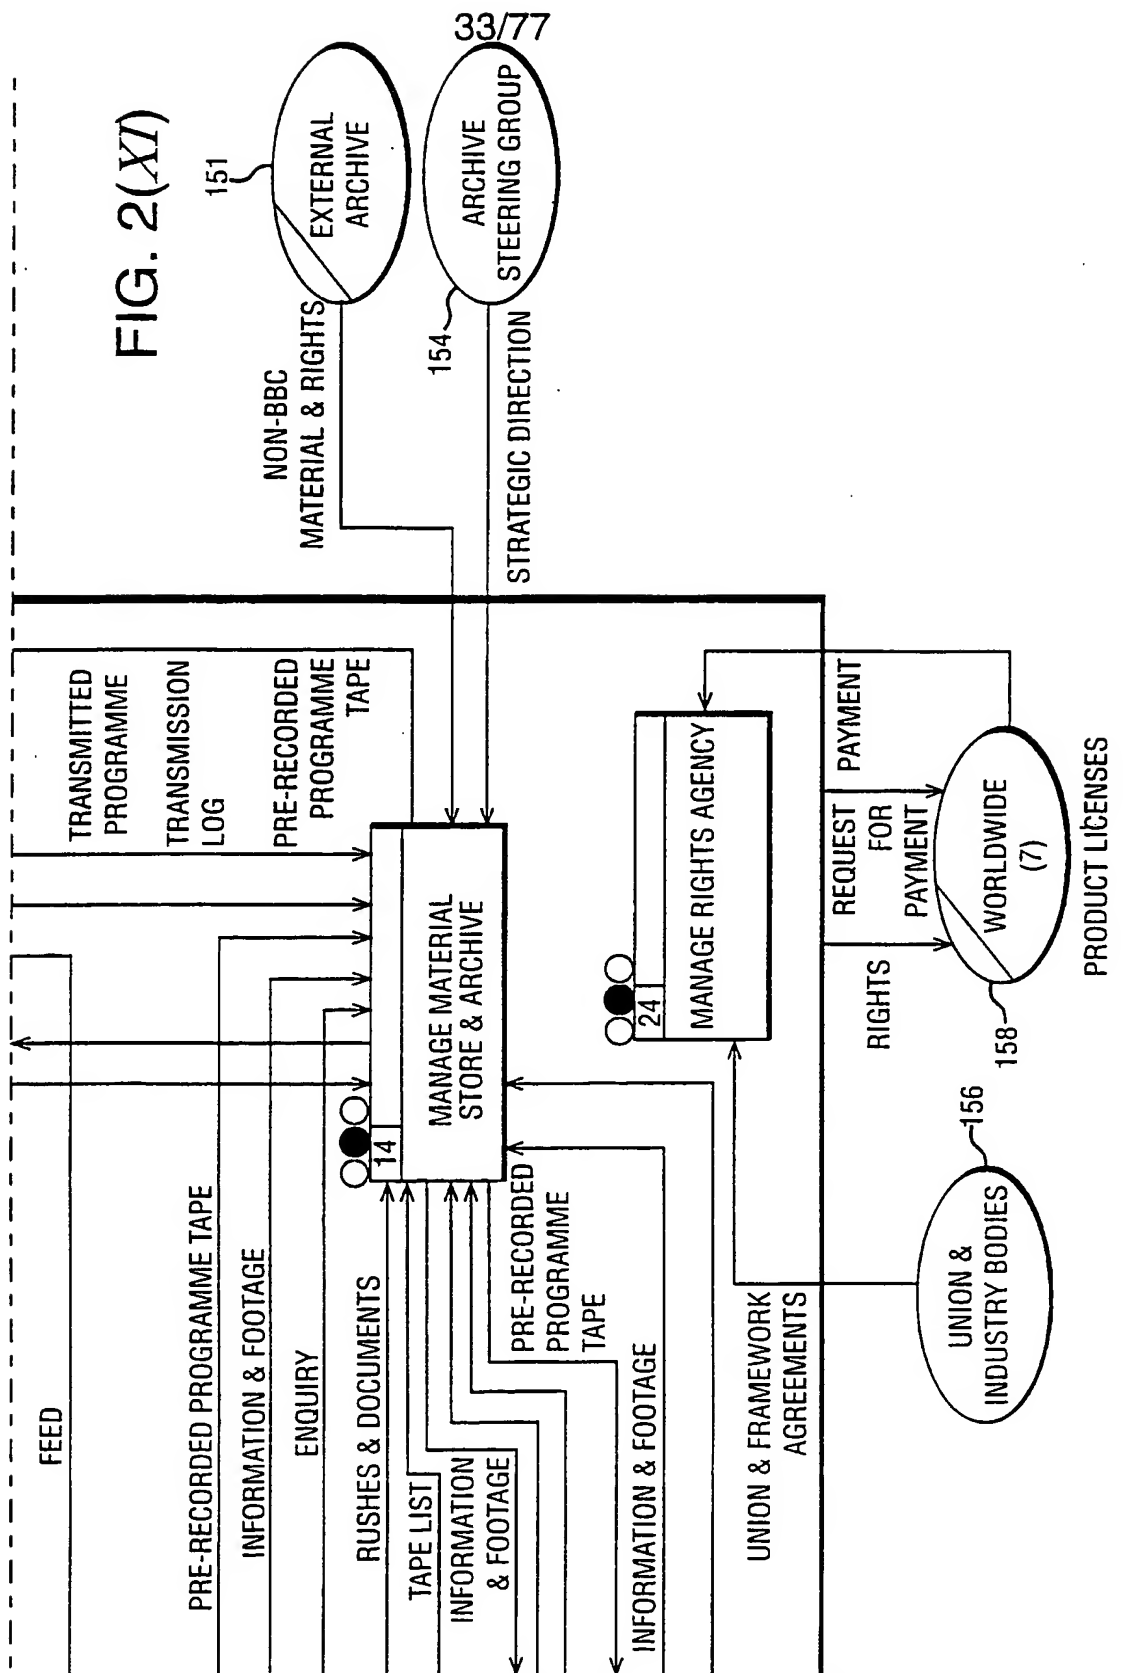 33/77
FIG. 2(XI)
151
EXTERNAL
ARCHIVE
154
ARCHIVE
STEERING GROUP
NON-BBC
MATERIAL & RIGHTS
STRATEGIC DIRECTION
TRANSMITTED
PROGRAMME
TRANSMISSION
LOG
PRE-RECORDED
PROGRAMME
TAPE
FEED
PRE-RECORDED PROGRAMME TAPE
INFORMATION & FOOTAGE
ENQUIRY
RUSHES & DOCUMENTS
TAPE LIST
INFORMATION
& FOOTAGE
14
MANAGE MATERIAL
STORE & ARCHIVE
PRE-RECORDED
PROGRAMME
TAPE
INFORMATION & FOOTAGE
24
MANAGE RIGHTS AGENCY
UNION & FRAMEWORK
AGREEMENTS
PAYMENT
REQUEST
FOR
PAYMENT
RIGHTS
158
WORLDWIDE
(7)
PRODUCT LICENSES
156
UNION &
INDUSTRY BODIES